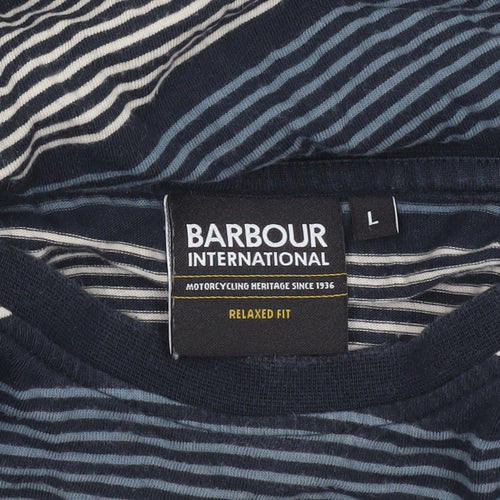 BARBOUR
INTERNATIONAL
MOTORCYCLING HERITAGE SINCE 1936
RELAXED FIT
L